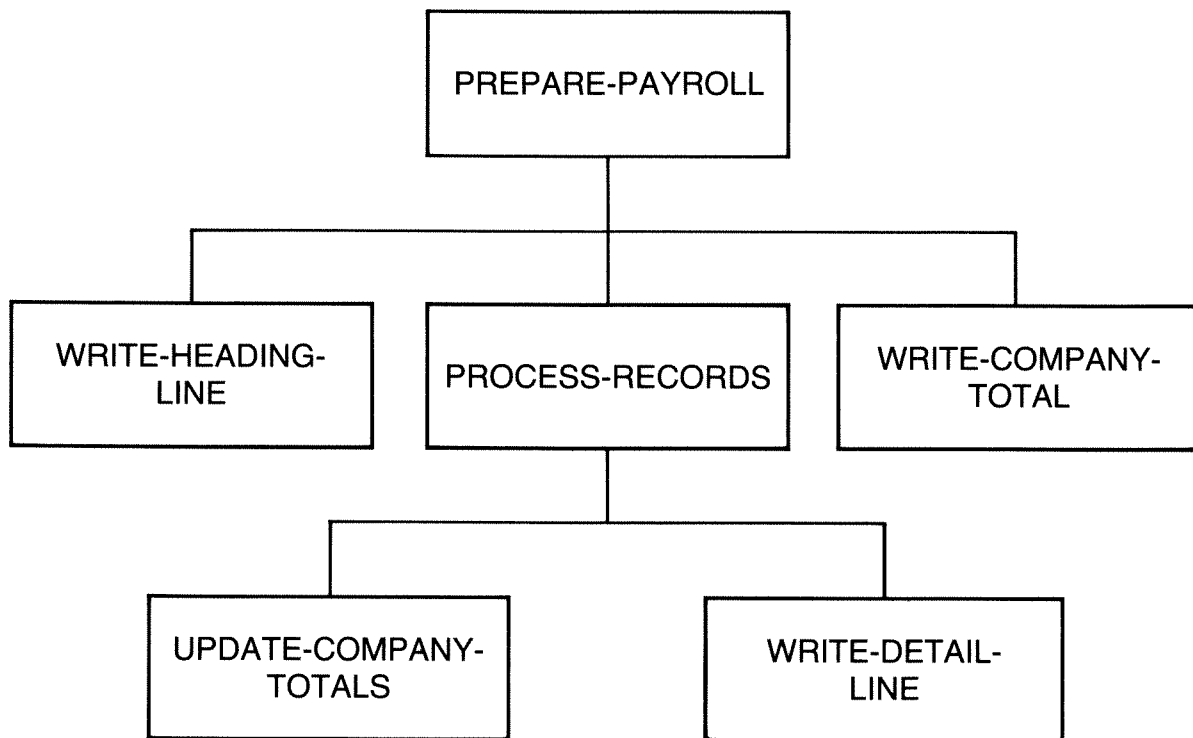 PREPARE-PAYROLL
WRITE-HEADING-
LINE
PROCESS-RECORDS
WRITE-COMPANY-
TOTAL
UPDATE-COMPANY-
TOTALS
WRITE-DETAIL-
LINE